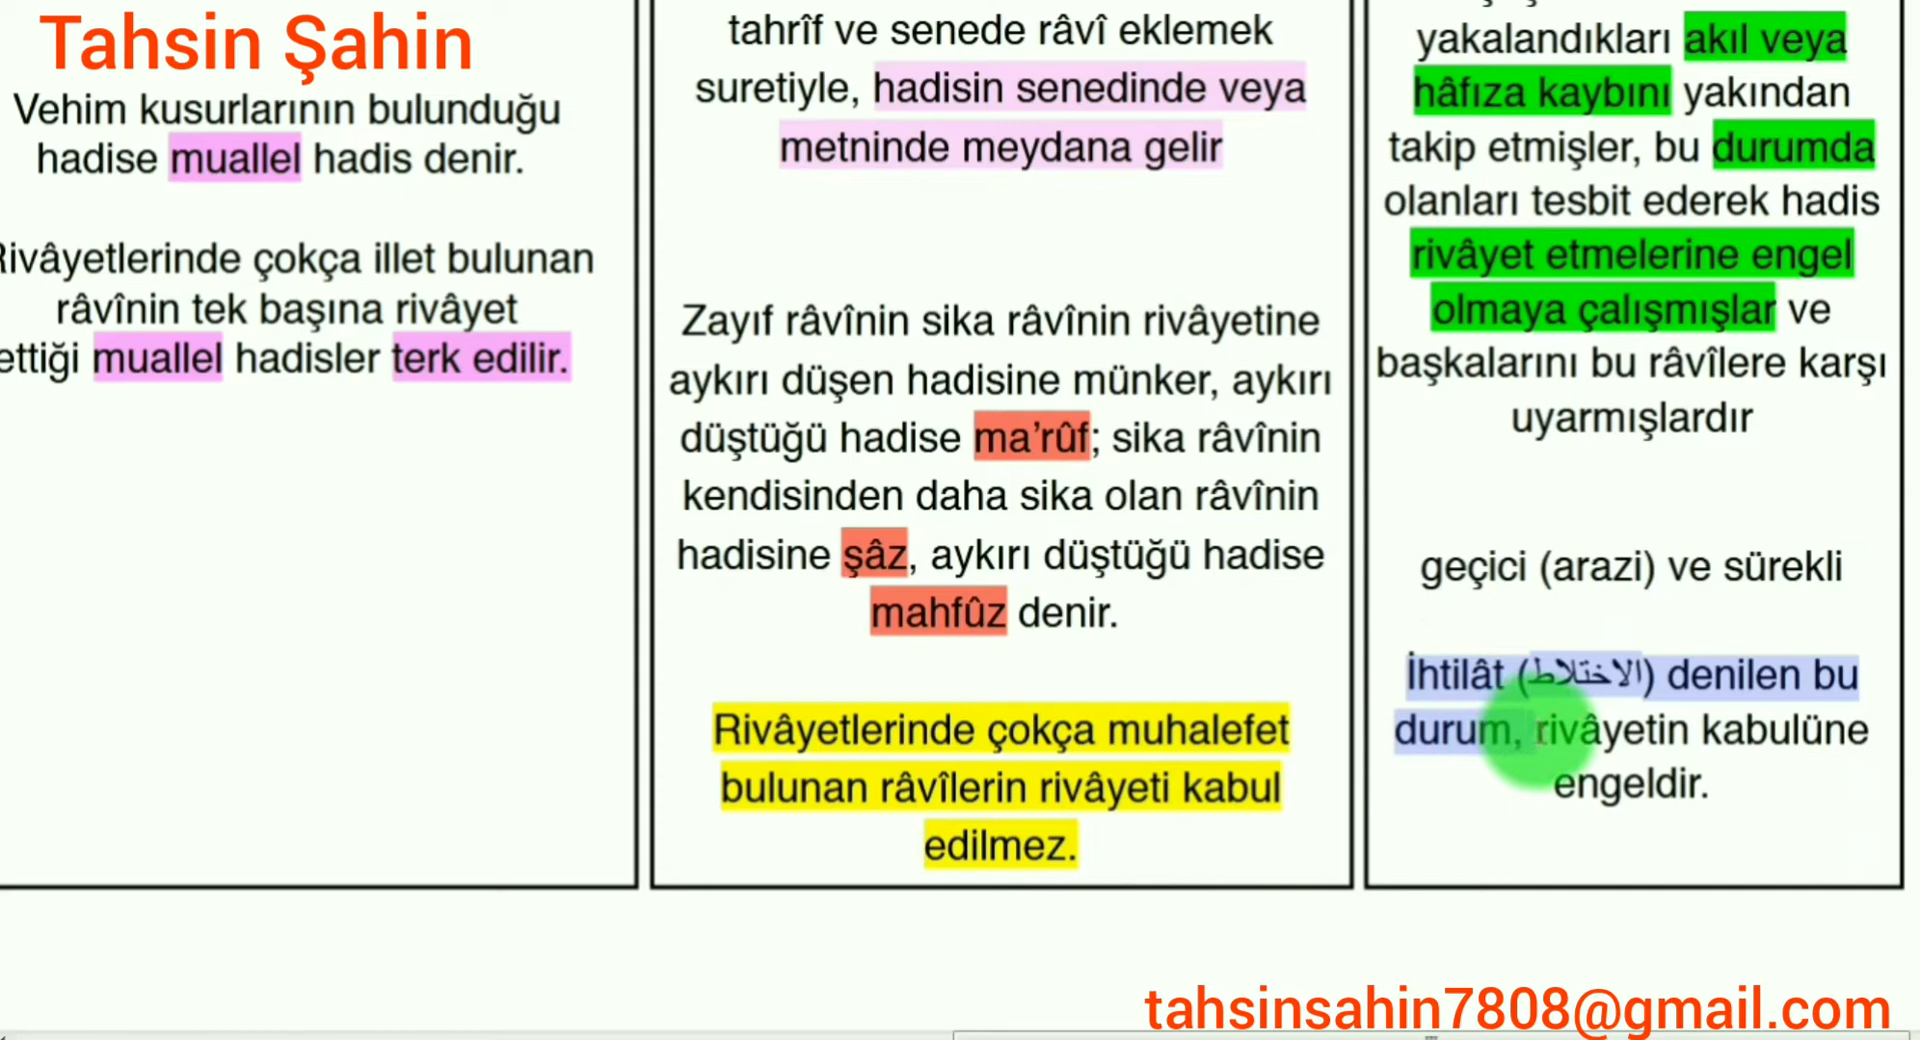 Tahsin Şahin
Vehim kusurlarının bulunduğu
hadise muallel hadis denir.
Rivâyetlerinde çokça illet bulunan
râvînin tek başına rivâyet
ettiği muallel hadisler terk edilir.
tahrîf ve senede râvî eklemek
suretiyle, hadisin senedinde veya
metninde meydana gelir
Zayıf râvînin sika râvînin rivâyetine
aykırı düşen hadisine münker, aykırı
düştüğü hadise ma’rûf; sika râvînin
kendisinden daha sika olan râvînin
hadisine şâz, aykırı düştüğü hadise
mahfûz denir.
Rivâyetlerinde çokça muhalefet
bulunan râvîlerin rivâyeti kabul
edilmez.
yakalandıkları akıl veya
hâfıza kaybını yakından
takip etmişler, bu durumda
olanları tesbit ederek hadis
rivâyet etmelerine engel
olmaya çalışmışlar ve
başkalarını bu râvîlere karşı
uyarmışlardır
geçici (arazi) ve sürekli
İhtilât (الاختلاط) denilen bu
durum, rivâyetin kabulüne
engeldir.
tahsinsahin7808@gmail.com